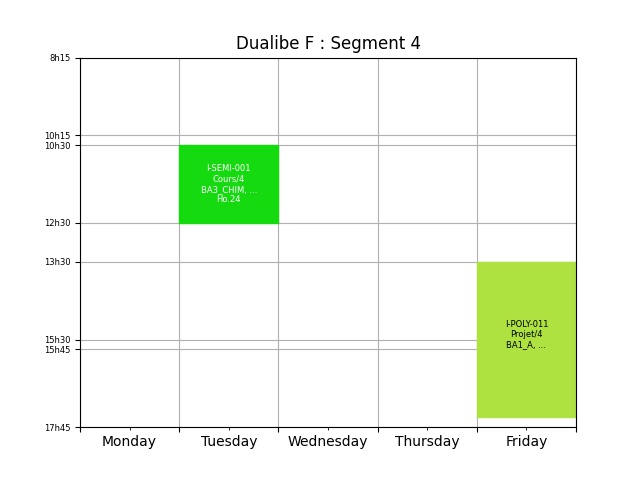 Dualibe F : Segment 4
8h15
10h15
10h30
I-SEMI-001
Cours/4
BA3_CHIM, ...
Ho.24
12h30
13h30
I-POLY-011
Projet/4
BA1_A, ...
15h30
15h45
17h45
Monday Tuesday Wednesday Thursday Friday